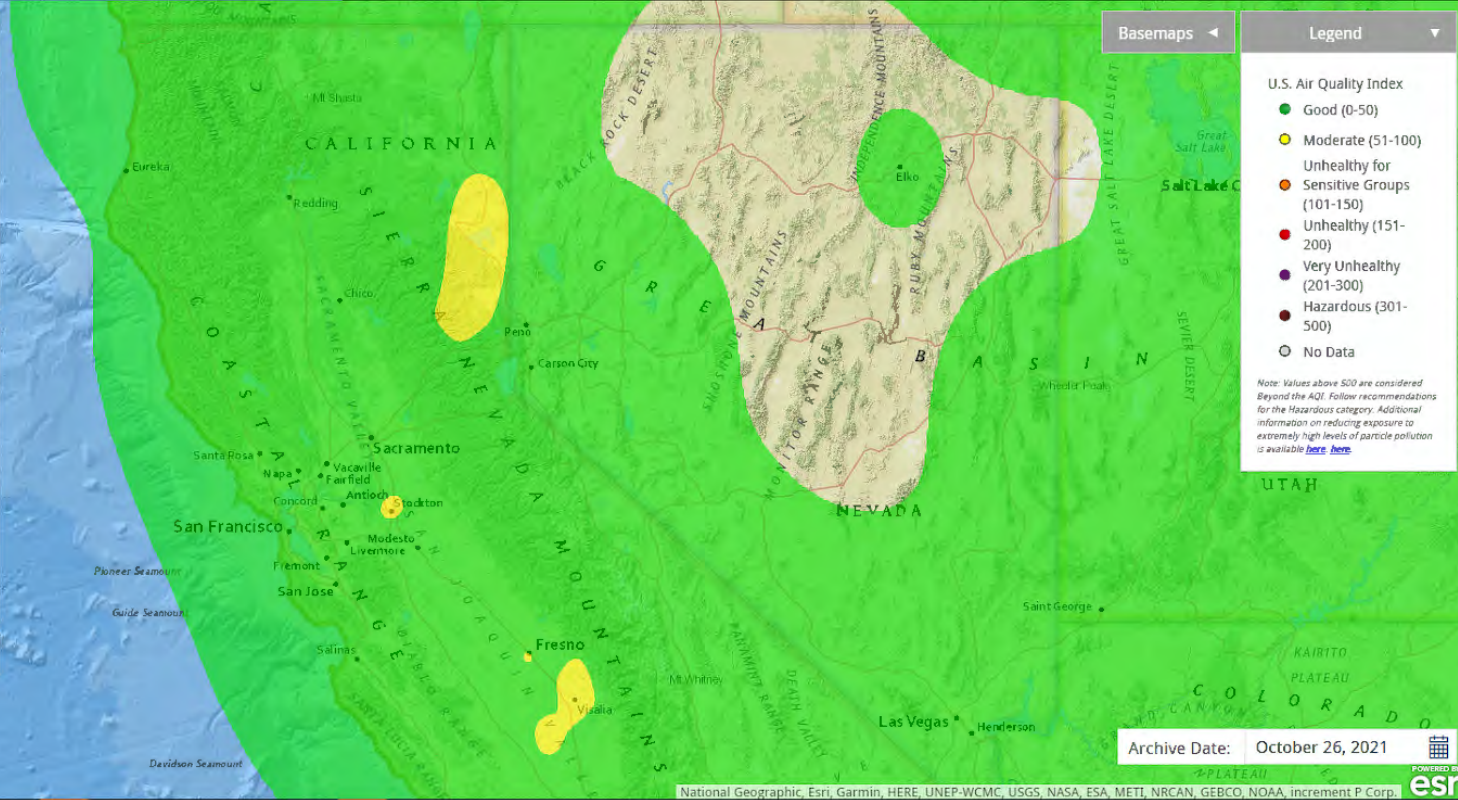 Basemaps
Legend
U.S. Air Quality Index
Good (0-50)
Moderate (51-100)
Unhealthy for
Sensitive Groups
(101-150)
Unhealthy (151-
200)
Very Unhealthy
(201-300)
Hazardous (301-
500)
No Data
Note: Values above 500 are considered
Beyond the AQI. Follow recommendations
for the Hazardous category. Additional
information on reducing exposure to
extremely high levels of particle pollution
is available here. here.
Mt Shasta
CALIFORNIA
Eureka
Redding
Chico
Reno
Carson City
BLACK ROCK DESERT
INDEPENDENCE MOUNTAINS
Elko
RUBY MOUNTAINS
GREAT SALT LAKE DESERT
Great
Salt Lake
Salt Lake C
SHOSHONE MOUNTAINS
MONITOR RANGE
GREAT BASIN
SEVIER DESERT
Wheeler Peak
SIERRA NEVADA MOUNTAINS
COASTAL RANGE
SACRAMENTO VALLEY
Sacramento
Santa Rosa
Napa
Vacaville
Fairfield
Antioch
Concord
Stockton
San Francisco
Modesto
Livermore
Fremont
San Jose
Salinas
SAN JOAQUIN VALLEY
DIABLO RANGE
SANTA LUCIA RANGE
Fresno
Visalia
Mt Whitney
PANAMINT RANGE
DEATH VALLEY
NEVADA
UTAH
Saint George
Las Vegas
Henderson
KAIBITO
PLATEAU
COLORADO
GRAND CANYON
PLATEAU
Pioneer Seamount
Guide Seamount
Davidson Seamount
Archive Date: October 26, 2021
POWERED BY
esri
National Geographic, Esri, Garmin, HERE, UNEP-WCMC, USGS, NASA, ESA, METI, NRCAN, GEBCO, NOAA, increment P Corp.